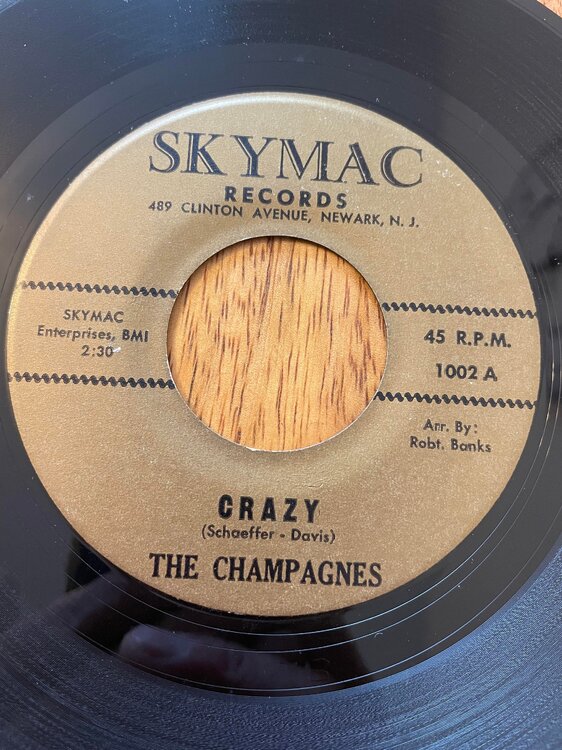 SKYMAC
RECORDS
489 CLINTON AVENUE, NEWARK, N. J.
SKYMAC
Enterprises, BMI
2:30
45 R.P.M.
1002 A
Arr. By:
Robt. Banks
CRAZY
(Schaeffer - Davis)
THE CHAMPAGNES